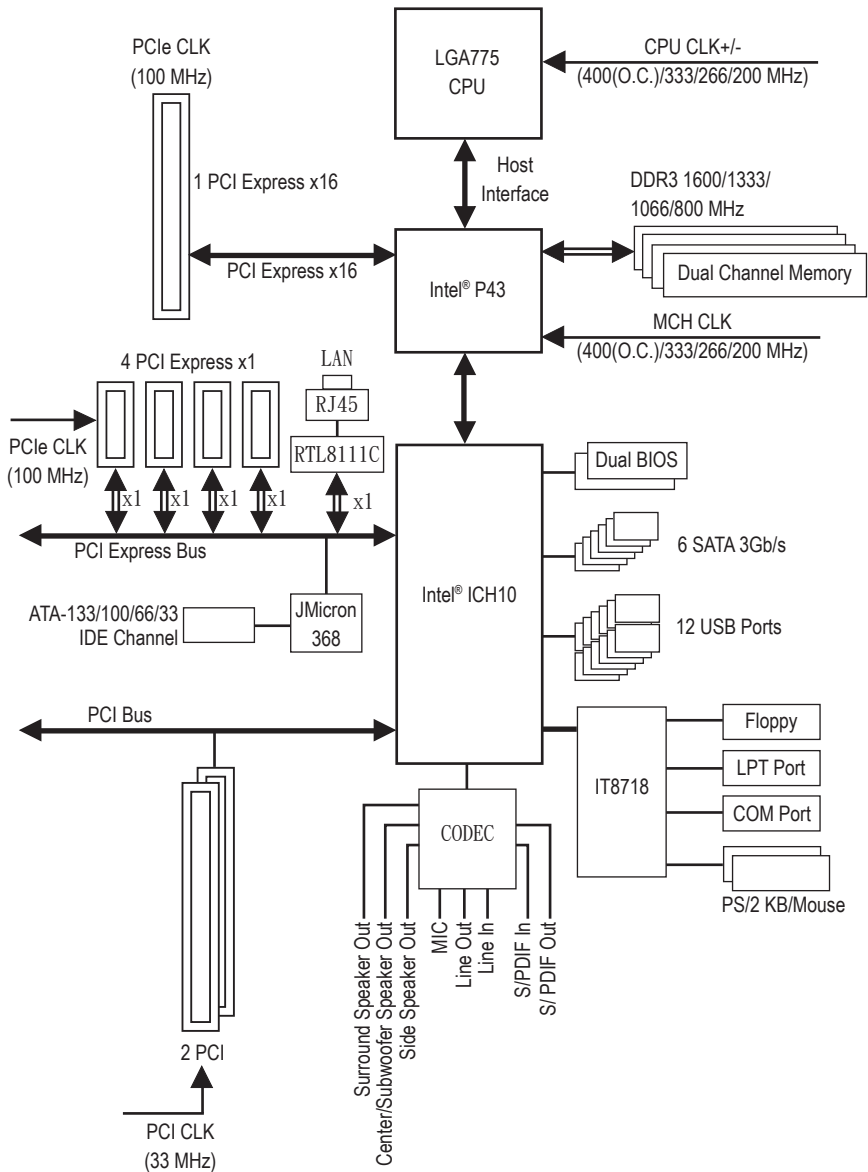 PCIe CLK
(100 MHz)
LGA775
CPU
CPU CLK+/-
(400(O.C.)/333/266/200 MHz)
1 PCI Express x16
Host
Interface
DDR3 1600/1333/
1066/800 MHz
PCI Express x16
Intel® P43
Dual Channel Memory
MCH CLK
(400(O.C.)/333/266/200 MHz)
4 PCI Express x1
LAN
RJ45
RTL8111C
PCIe CLK
(100 MHz)
x1
x1
x1
x1
x1
PCI Express Bus
Dual BIOS
6 SATA 3Gb/s
Intel® ICH10
ATA-133/100/66/33
IDE Channel
JMicron
368
12 USB Ports
PCI Bus
IT8718
Floppy
LPT Port
COM Port
PS/2 KB/Mouse
CODEC
Surround Speaker Out
Center/Subwoofer Speaker Out
Side Speaker Out
MIC
Line Out
Line In
S/PDIF In
S/ PDIF Out
2 PCI
PCI CLK
(33 MHz)